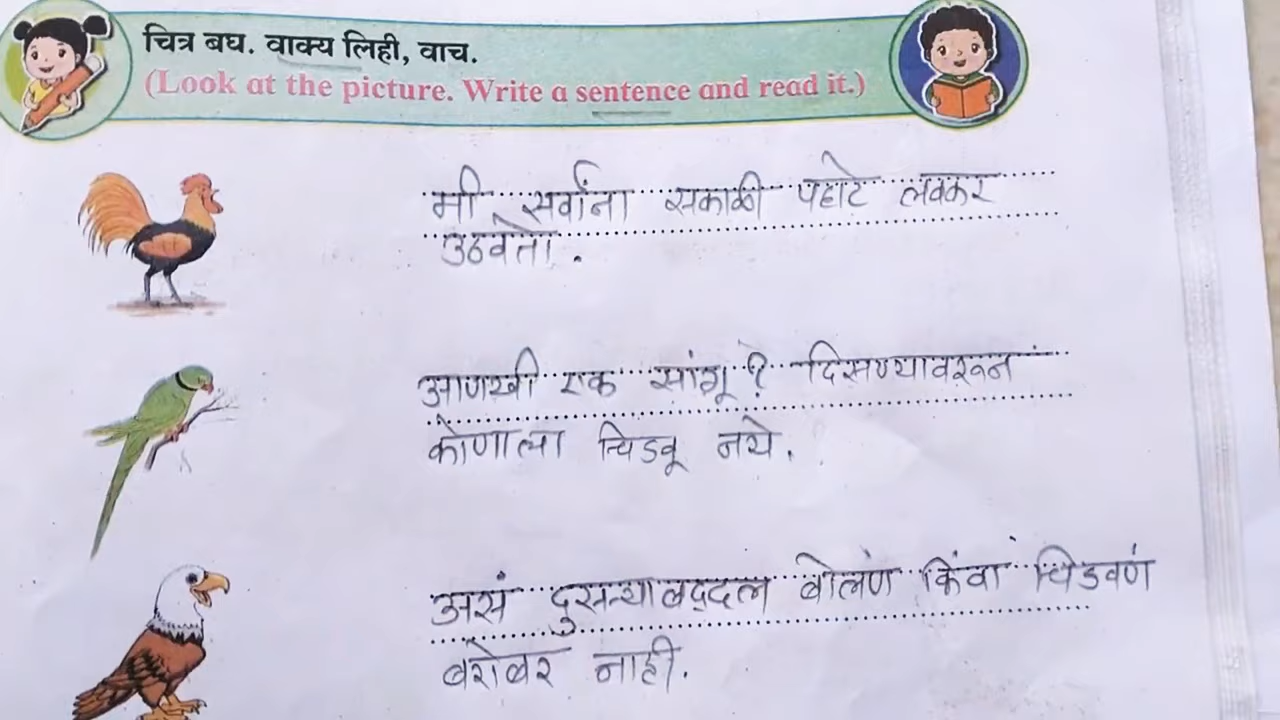 चित्र बघ. वाक्य लिही, वाच.
(Look at the picture. Write a sentence and read it.)
मी सर्वांना सकाळी पहाटे लवकर
उठवतो.
आणखी एक सांगू? दिसण्यावरून
कोणाला चिडवू नये.
असं दुसऱ्याबद्दल बोलणं किंवा चिडवणं
बरोबर नाही.